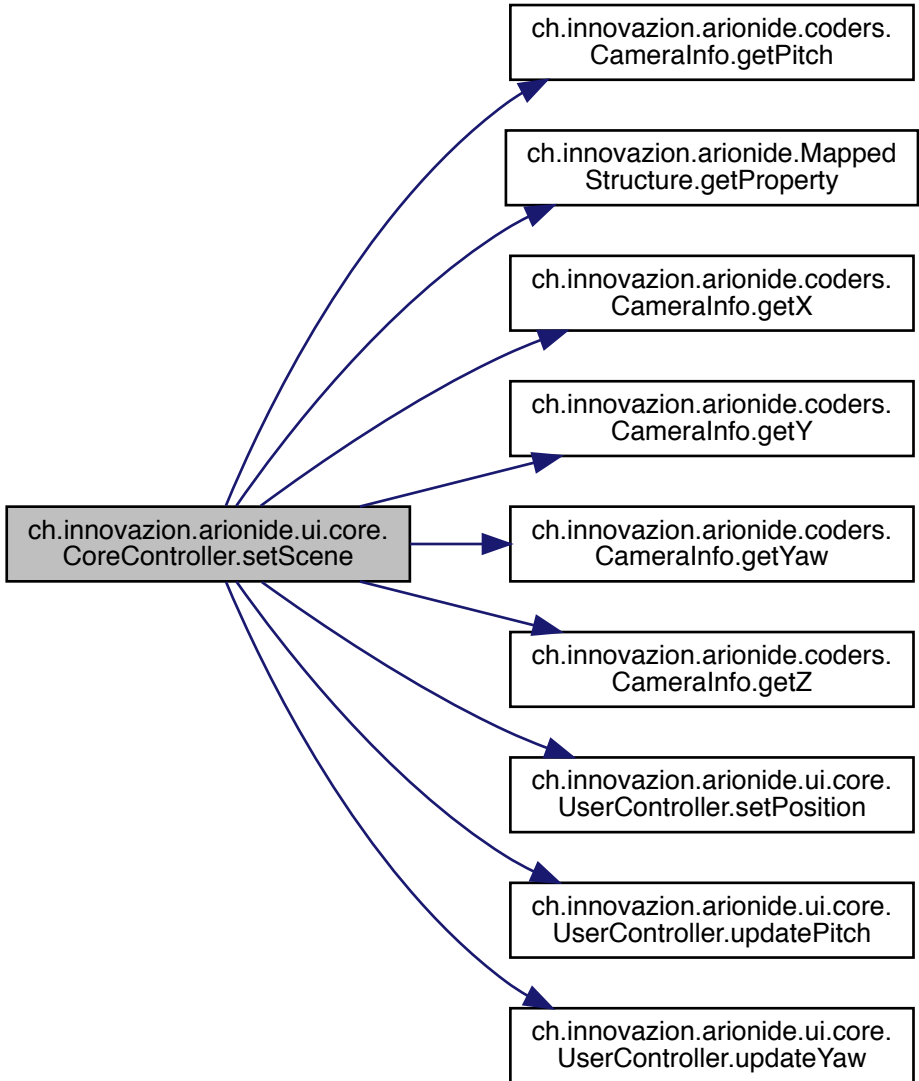 ch.innovazion.arionide.coders.
CameraInfo.getPitch
ch.innovazion.arionide.Mapped
Structure.getProperty
ch.innovazion.arionide.coders.
CameraInfo.getX
ch.innovazion.arionide.coders.
CameraInfo.getY
ch.innovazion.arionide.ui.core.
CoreController.setScene
ch.innovazion.arionide.coders.
CameraInfo.getYaw
ch.innovazion.arionide.coders.
CameraInfo.getZ
ch.innovazion.arionide.ui.core.
UserController.setPosition
ch.innovazion.arionide.ui.core.
UserController.updatePitch
ch.innovazion.arionide.ui.core.
UserController.updateYaw